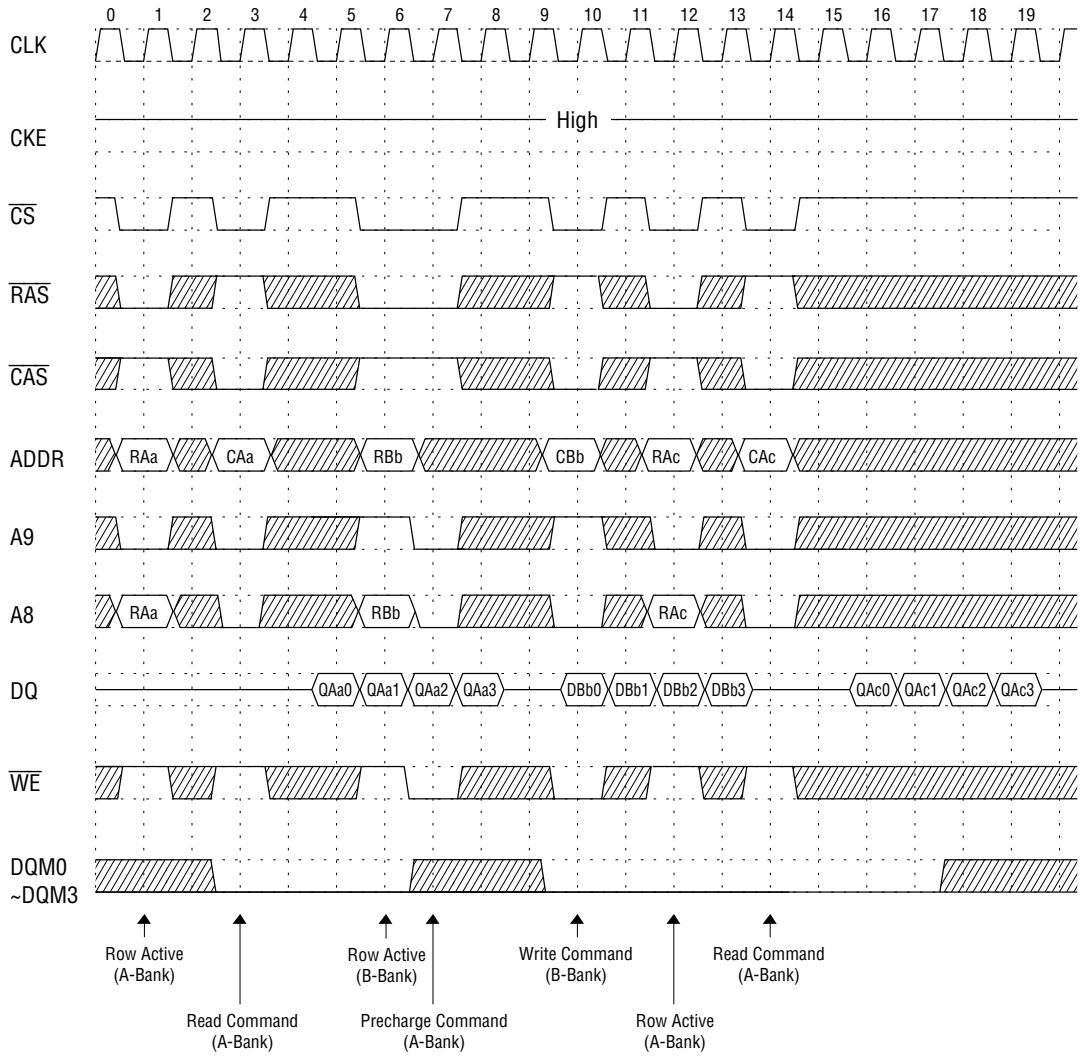 0 1 2 3 4 5 6 7 8 9 10 11 12 13 14 15 16 17 18 19
CLK
CKE High
CS
RAS
CAS
ADDR RAa CAa RBb CBb RAc CAc
A9
A8 RAa RBb RAc
DQ QAa0 QAa1 QAa2 QAa3 DBb0 DBb1 DBb2 DBb3 QAc0 QAc1 QAc2 QAc3
WE
DQM0
~DQM3
Row Active
(A-Bank)
Row Active
(B-Bank)
Write Command
(B-Bank)
Read Command
(A-Bank)
Read Command
(A-Bank)
Precharge Command
(A-Bank)
Row Active
(A-Bank)